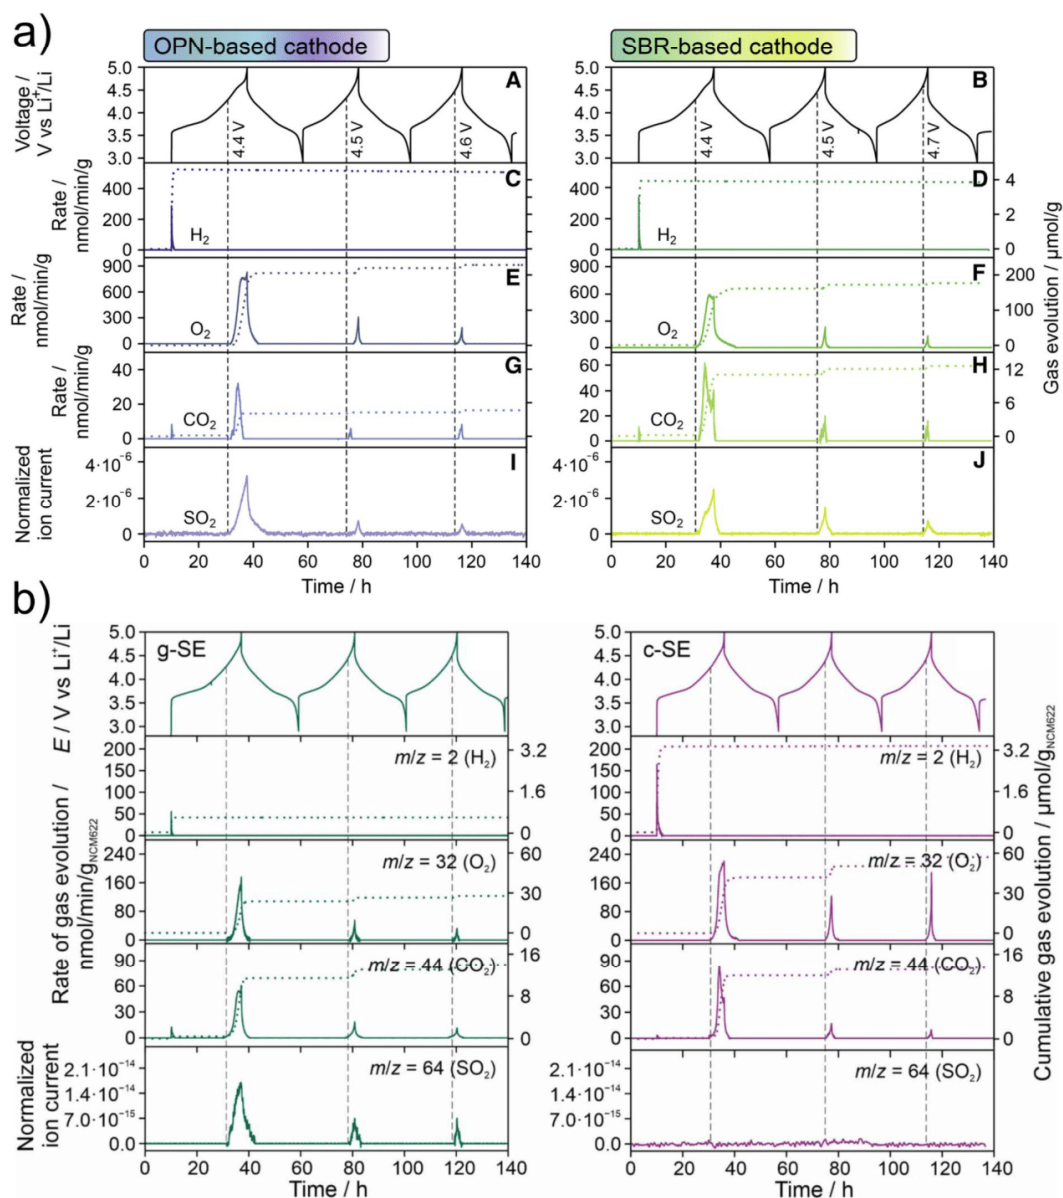 a)
OPN-based cathode
SBR-based cathode
Voltage /
V vs Li⁺/Li
5.0
4.5
4.0
3.5
3.0
A
4.4 V
4.5 V
4.6 V
5.0
4.5
4.0
3.5
3.0
B
4.4 V
4.5 V
4.7 V
Rate /
nmol/min/g
400
200
0
C
H₂
400
200
0
D
H₂
4
2
0
Rate /
nmol/min/g
900
600
300
0
E
O₂
900
600
300
0
F
O₂
200
100
0
Gas evolution / µmol/g
Rate /
nmol/min/g
40
20
0
G
CO₂
60
40
20
0
H
CO₂
12
6
0
Normalized
ion current
4·10⁻⁶
2·10⁻⁶
0
I
SO₂
4·10⁻⁶
2·10⁻⁶
0
J
SO₂
0 20 40 60 80 100 120 140
Time / h
0 20 40 60 80 100 120 140
Time / h
b)
E / V vs Li⁺/Li
5.0
4.5
4.0
3.5
3.0
g-SE
5.0
4.5
4.0
3.5
3.0
c-SE
Rate of gas evolution /
nmol/min/gNCM622
200
150
100
50
0
m/z = 2 (H₂)
3.2
1.6
0
200
150
100
50
0
m/z = 2 (H₂)
3.2
1.6
0
240
160
80
0
m/z = 32 (O₂)
60
30
0
240
160
80
0
m/z = 32 (O₂)
60
30
0
Cumulative gas evolution / µmol/gNCM622
90
60
30
0
m/z = 44 (CO₂)
16
8
0
90
60
30
0
m/z = 44 (CO₂)
16
8
0
Normalized
ion current
2.1·10⁻¹⁴
1.4·10⁻¹⁴
7.0·10⁻¹⁵
0.0
m/z = 64 (SO₂)
2.1·10⁻¹⁴
1.4·10⁻¹⁴
7.0·10⁻¹⁵
0.0
m/z = 64 (SO₂)
0 20 40 60 80 100 120 140
Time / h
0 20 40 60 80 100 120 140
Time / h